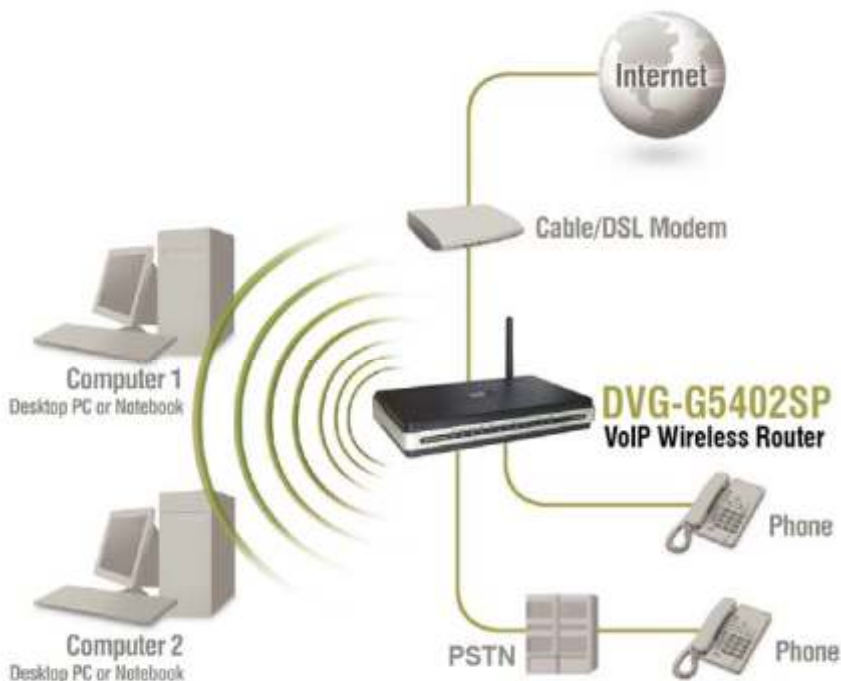 Internet
Cable/DSL Modem
Computer 1
Desktop PC or Notebook
DVG-G5402SP
VoIP Wireless Router
Phone
Computer 2
Desktop PC or Notebook
PSTN
Phone